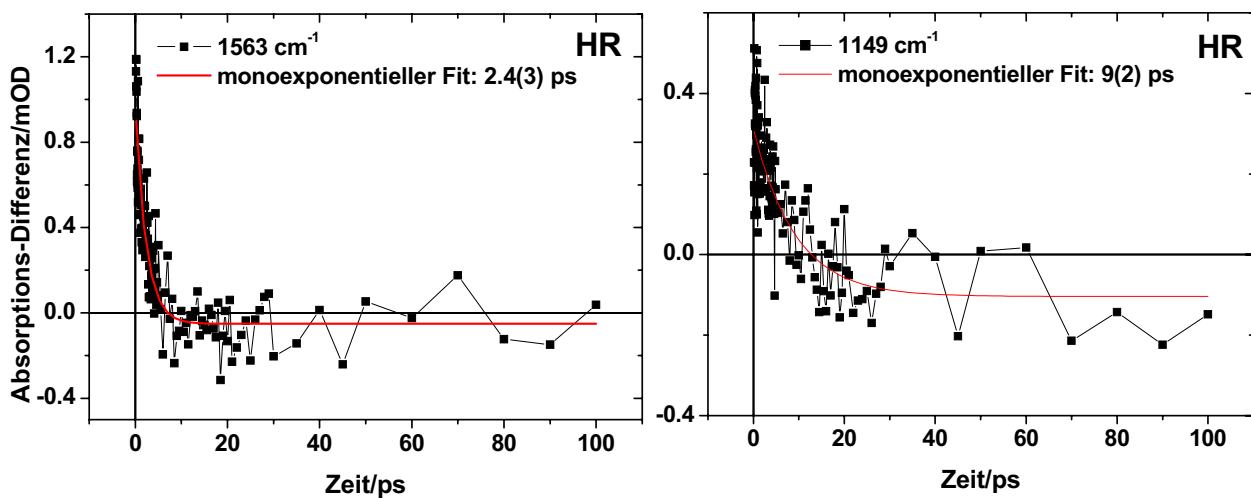 1563 cm⁻¹
HR
monoexponentieller Fit: 2.4(3) ps
1.2
0.8
0.4
0.0
-0.4
Absorptions-Differenz/mOD
0 20 40 60 80 100
Zeit/ps
1149 cm⁻¹
HR
monoexponentieller Fit: 9(2) ps
0.4
0.0
-0.4
0 20 40 60 80 100
Zeit/ps